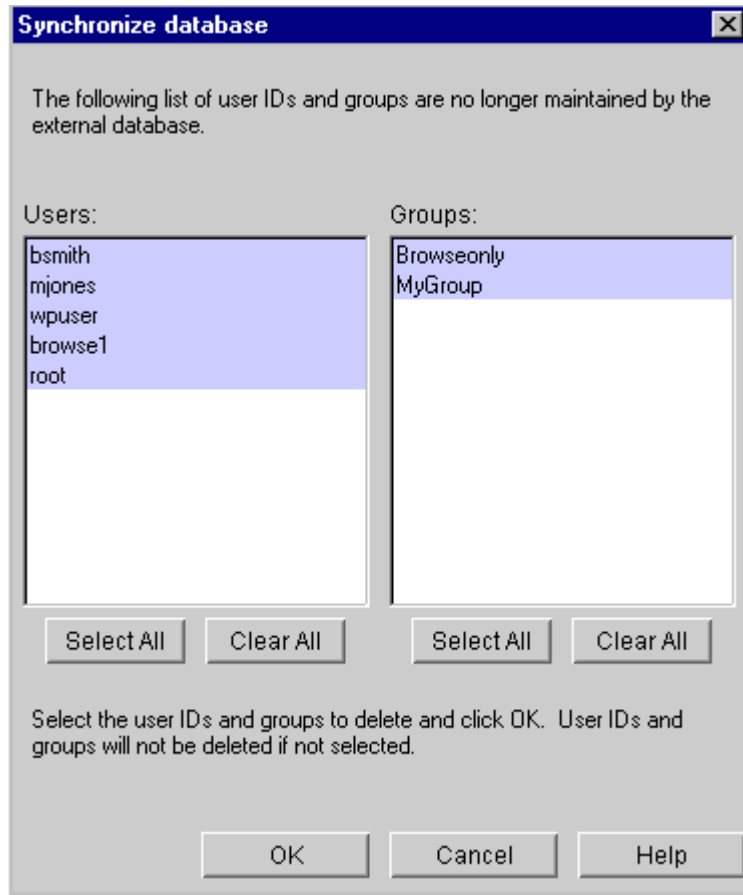 Synchronize database
The following list of user IDs and groups are no longer maintained by the
external database.
Users:
bsmith
mjones
wpuser
browse1
root
Select All Clear All
Groups:
Browseonly
MyGroup
Select All Clear All
Select the user IDs and groups to delete and click OK. User IDs and
groups will not be deleted if not selected.
OK Cancel Help